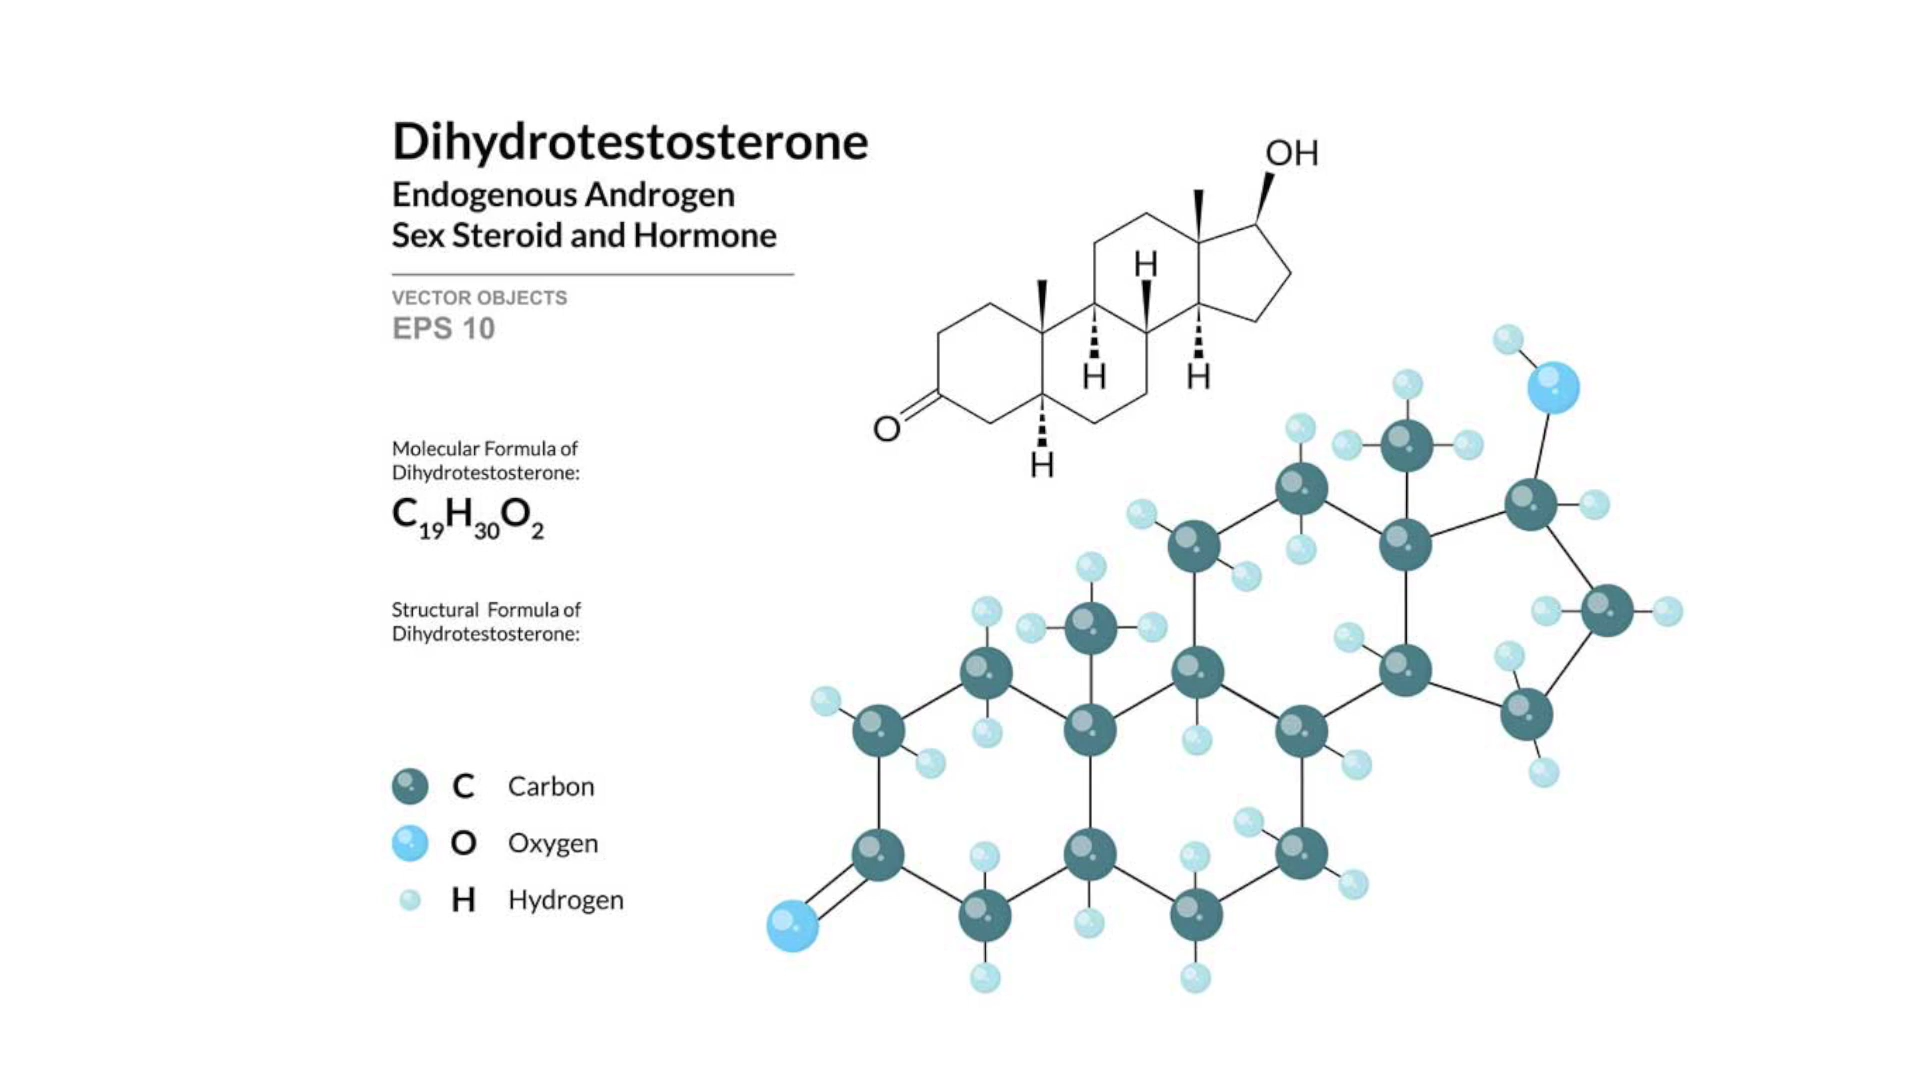 Dihydrotestosterone
Endogenous Androgen
Sex Steroid and Hormone
VECTOR OBJECTS
EPS 10
Molecular Formula of
Dihydrotestosterone:
C19H30O2
Structural Formula of
Dihydrotestosterone:
C Carbon
O Oxygen
H Hydrogen
OH
H
H
H
O
H